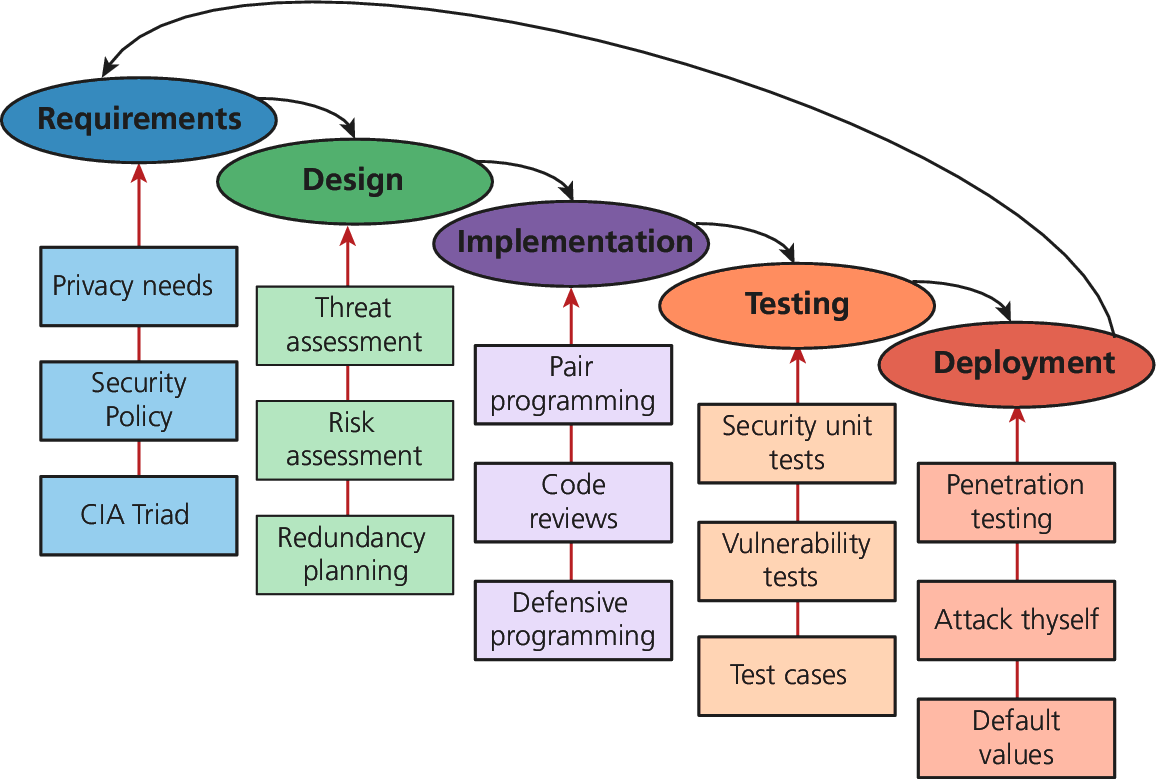 Requirements
Design
Implementation
Testing
Deployment
Privacy needs
Security
Policy
CIA Triad
Threat
assessment
Risk
assessment
Redundancy
planning
Pair
programming
Code
reviews
Defensive
programming
Security unit
tests
Vulnerability
tests
Test cases
Penetration
testing
Attack thyself
Default
values